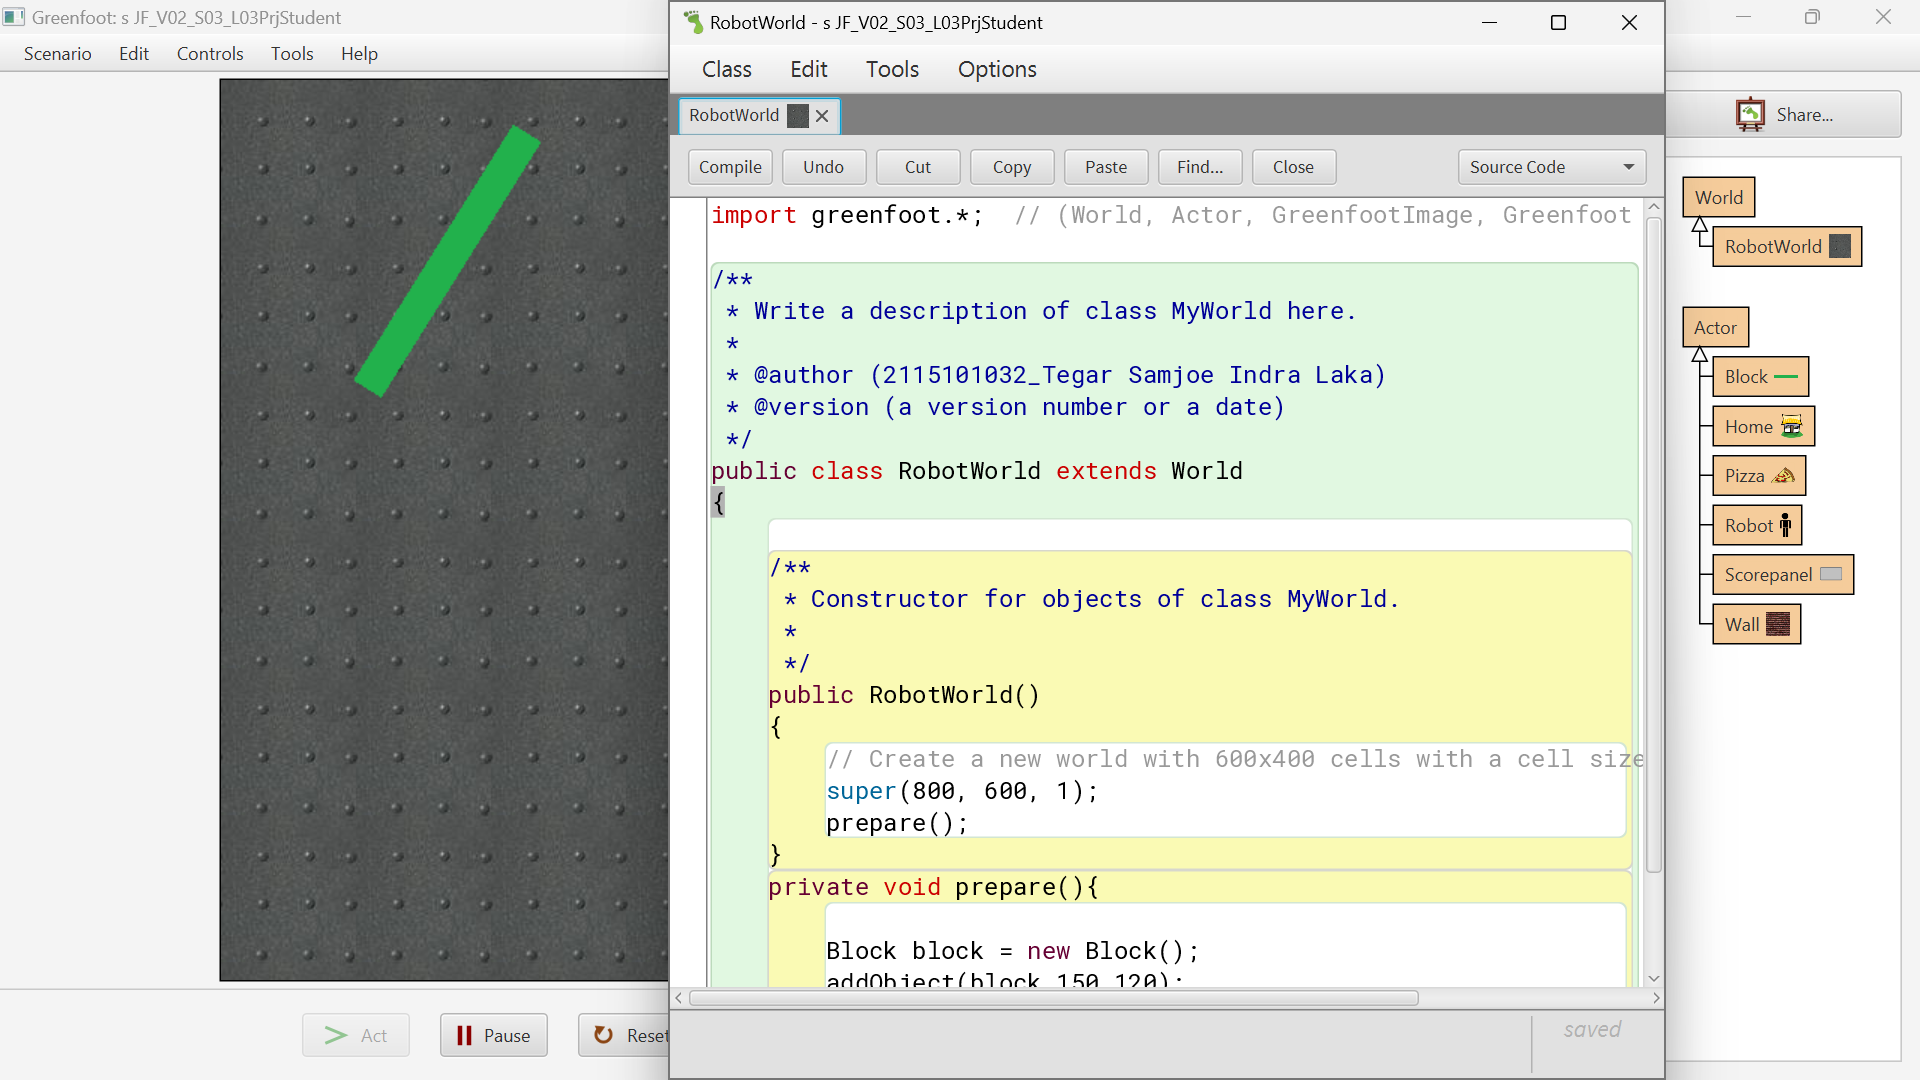 Greenfoot: s JF_V02_S03_L03PrjStudent
Scenario Edit Controls Tools Help
RobotWorld - s JF_V02_S03_L03PrjStudent
Class Edit Tools Options
RobotWorld
Compile Undo Cut Copy Paste Find... Close Source Code
import greenfoot.*;  // (World, Actor, GreenfootImage, Greenfoot
/**
 * Write a description of class MyWorld here.
 *
 * @author (2115101032_Tegar Samjoe Indra Laka)
 * @version (a version number or a date)
 */
public class RobotWorld extends World
{
/**
 * Constructor for objects of class MyWorld.
 *
 */
public RobotWorld()
{
// Create a new world with 600x400 cells with a cell size
super(800, 600, 1);
prepare();
}
private void prepare(){
Block block = new Block();
addObject(block,150,120);
saved
Share...
World
RobotWorld
Actor
Block
Home
Pizza
Robot
Scorepanel
Wall
Act Pause Reset